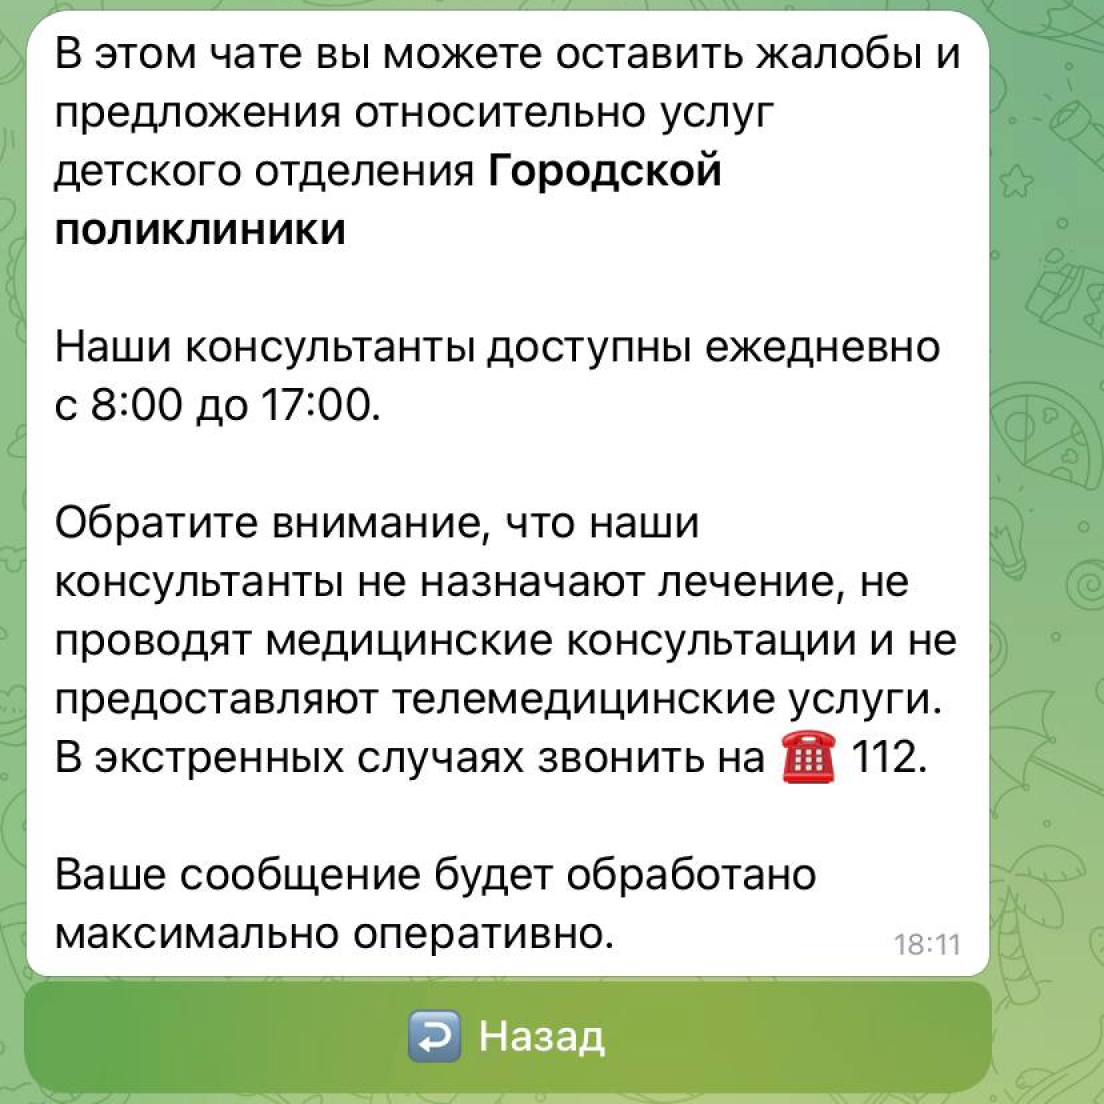 В этом чате вы можете оставить жалобы и
предложения относительно услуг
детского отделения Городской
поликлиники
Наши консультанты доступны ежедневно
с 8:00 до 17:00.
Обратите внимание, что наши
консультанты не назначают лечение, не
проводят медицинские консультации и не
предоставляют телемедицинские услуги.
В экстренных случаях звонить на ☎️ 112.
Ваше сообщение будет обработано
максимально оперативно.
18:11
↩️ Назад